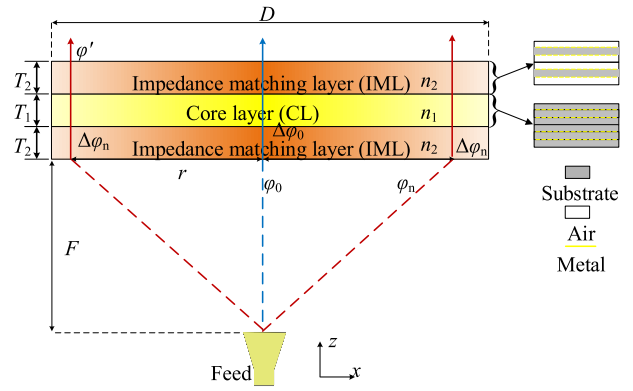 D
φ′
T₂
Impedance matching layer (IML) n₂
T₁
Core layer (CL) n₁
Δφ₀
T₂
Δφₙ
Impedance matching layer (IML) n₂
Δφₙ
r
φ₀
φₙ
F
Substrate
Air
Metal
Feed
z
x